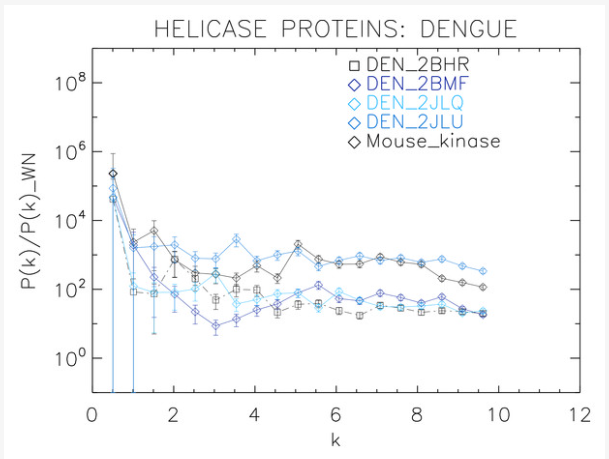 HELICASE PROTEINS: DENGUE
DEN_2BHR
DEN_2BMF
DEN_2JLQ
DEN_2JLU
Mouse_kinase
P(k)/P(k)_WN
10^8
10^6
10^4
10^2
10^0
0 2 4 6 8 10 12
k